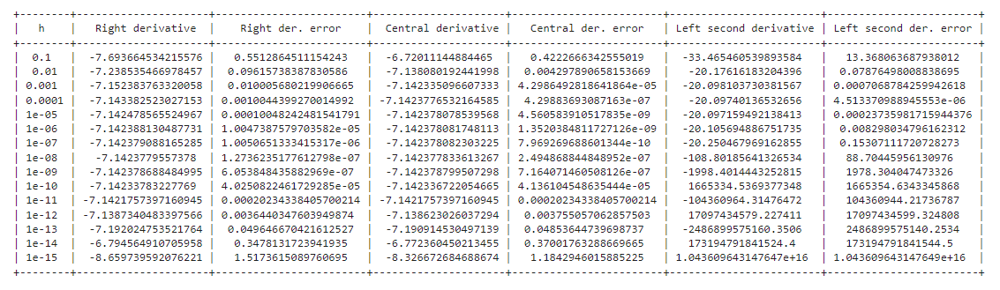 h | Right derivative | Right der. error | Central derivative | Central der. error | Left second derivative | Left second der. error
0.1 | -7.693664534215576 | 0.5512864511154243 | -6.72011144884465 | 0.4222666342555019 | -33.465460539893584 | 13.368063687938012
0.01 | -7.238535466978457 | 0.09615738387830586 | -7.138080192441998 | 0.004297890658153669 | -20.17616183204396 | 0.07876498008838695
0.001 | -7.152383763320058 | 0.010005680219906665 | -7.142335096607333 | 4.2986492818641864e-05 | -20.098103730381567 | 0.0007068784259942618
0.0001 | -7.143382523027153 | 0.0010044399270014992 | -7.1423776532164585 | 4.29883693087163e-07 | -20.09740136532656 | 4.513370988945553e-06
1e-05 | -7.142478565524967 | 0.00010048242481541791 | -7.142378078539568 | 4.560583910517835e-09 | -20.097159492138413 | 0.00023735981715944376
1e-06 | -7.142388130487731 | 1.0047387579703582e-05 | -7.142378081748113 | 1.3520384811727126e-09 | -20.105694886751735 | 0.008298034796162312
1e-07 | -7.142379088165285 | 1.0050651333415317e-06 | -7.142378082303225 | 7.969269688601344e-10 | -20.250467969162855 | 0.15307111720728273
1e-08 | -7.1423779557378 | 1.2736235177612798e-07 | -7.142377833613267 | 2.494868844848952e-07 | -108.80185641326534 | 88.70445956130976
1e-09 | -7.142378688484995 | 6.053848435882969e-07 | -7.142378799507298 | 7.164071460508126e-07 | -1998.4014443252815 | 1978.304047473326
1e-10 | -7.14233783227769 | 4.0250822461729285e-05 | -7.142336722054665 | 4.136104548635444e-05 | 1665334.5369377348 | 1665354.6343345868
1e-11 | -7.1421757397160945 | 0.00020234338405700214 | -7.1421757397160945 | 0.00020234338405700214 | -104360964.31476472 | 104360944.21736787
1e-12 | -7.1387340483397566 | 0.0036440347603949874 | -7.138623026037294 | 0.003755057062857503 | 17097434579.227411 | 17097434599.324808
1e-13 | -7.192024753521764 | 0.049646670421612527 | -7.190914530497139 | 0.04853644739698737 | -2486899575160.3506 | 2486899575140.2534
1e-14 | -6.794564910705958 | 0.3478131723941935 | -6.772360450213455 | 0.37001763288669665 | 173194791841524.4 | 173194791841544.5
1e-15 | -8.659739592076221 | 1.5173615089760695 | -8.326672684688674 | 1.1842946015885225 | 1.043609643147647e+16 | 1.043609643147649e+16